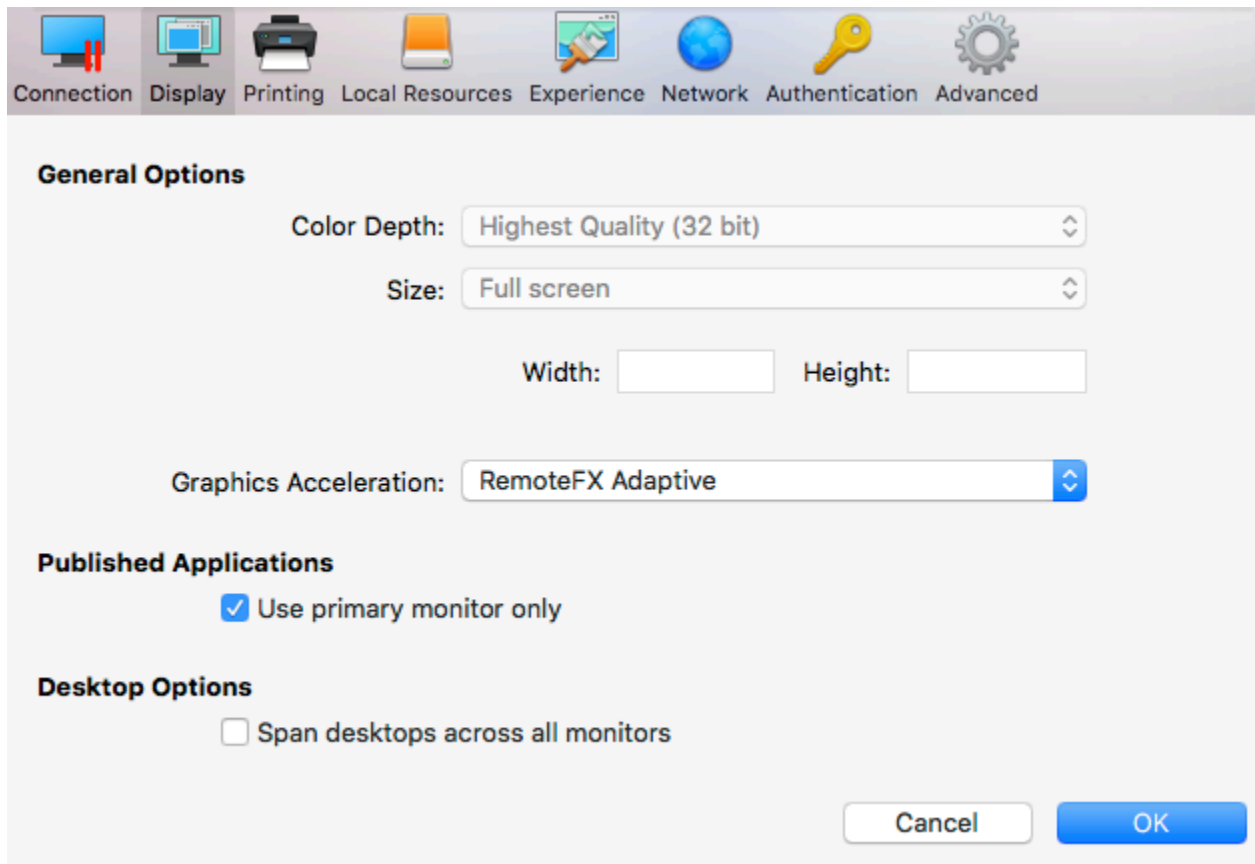 Connection Display Printing Local Resources Experience Network Authentication Advanced
General Options
Color Depth: Highest Quality (32 bit)
Size: Full screen
Width: Height:
Graphics Acceleration: RemoteFX Adaptive
Published Applications
Use primary monitor only
Desktop Options
Span desktops across all monitors
Cancel OK